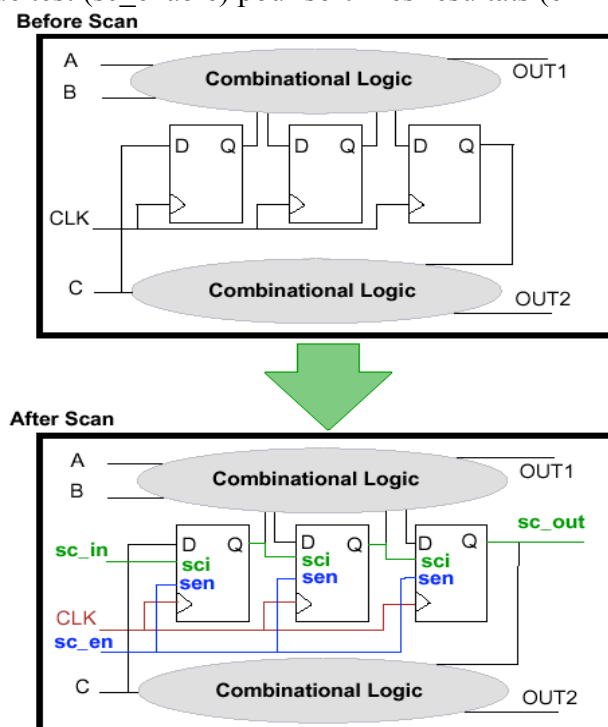 Before Scan
A
Combinational Logic
OUT1
B
D Q D Q D Q
CLK
C
Combinational Logic
OUT2
After Scan
A
Combinational Logic
OUT1
B
sc_out
D Q D Q D Q
sc_in
sci sci sci
sen sen sen
CLK
sc_en
C
Combinational Logic
OUT2